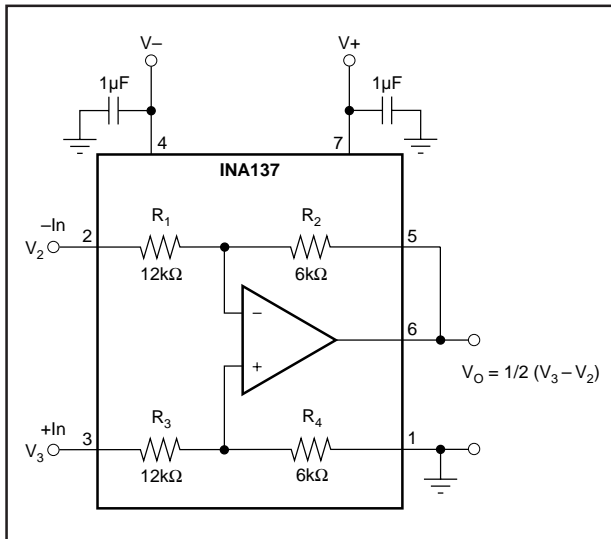 V– V+
1µF 1µF
4 7
INA137
–In R1 R2
V2 2 5
12kΩ 6kΩ
–
6
+
VO = 1/2 (V3 – V2)
+In R3 R4
V3 3 1
12kΩ 6kΩ